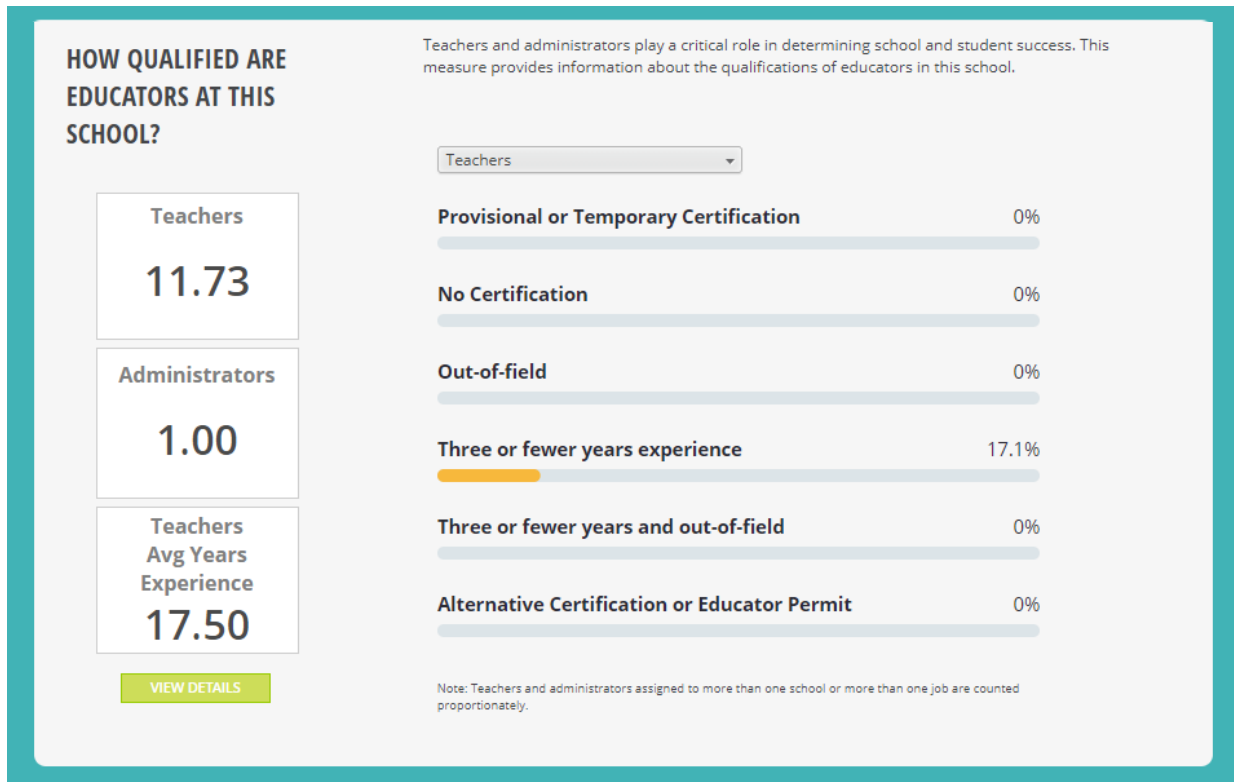 HOW QUALIFIED ARE
EDUCATORS AT THIS
SCHOOL?
Teachers and administrators play a critical role in determining school and student success. This
measure provides information about the qualifications of educators in this school.
Teachers
11.73
Administrators
1.00
Teachers
Avg Years
Experience
17.50
VIEW DETAILS
Teachers
Provisional or Temporary Certification 0%
No Certification 0%
Out-of-field 0%
Three or fewer years experience 17.1%
Three or fewer years and out-of-field 0%
Alternative Certification or Educator Permit 0%
Note: Teachers and administrators assigned to more than one school or more than one job are counted
proportionately.